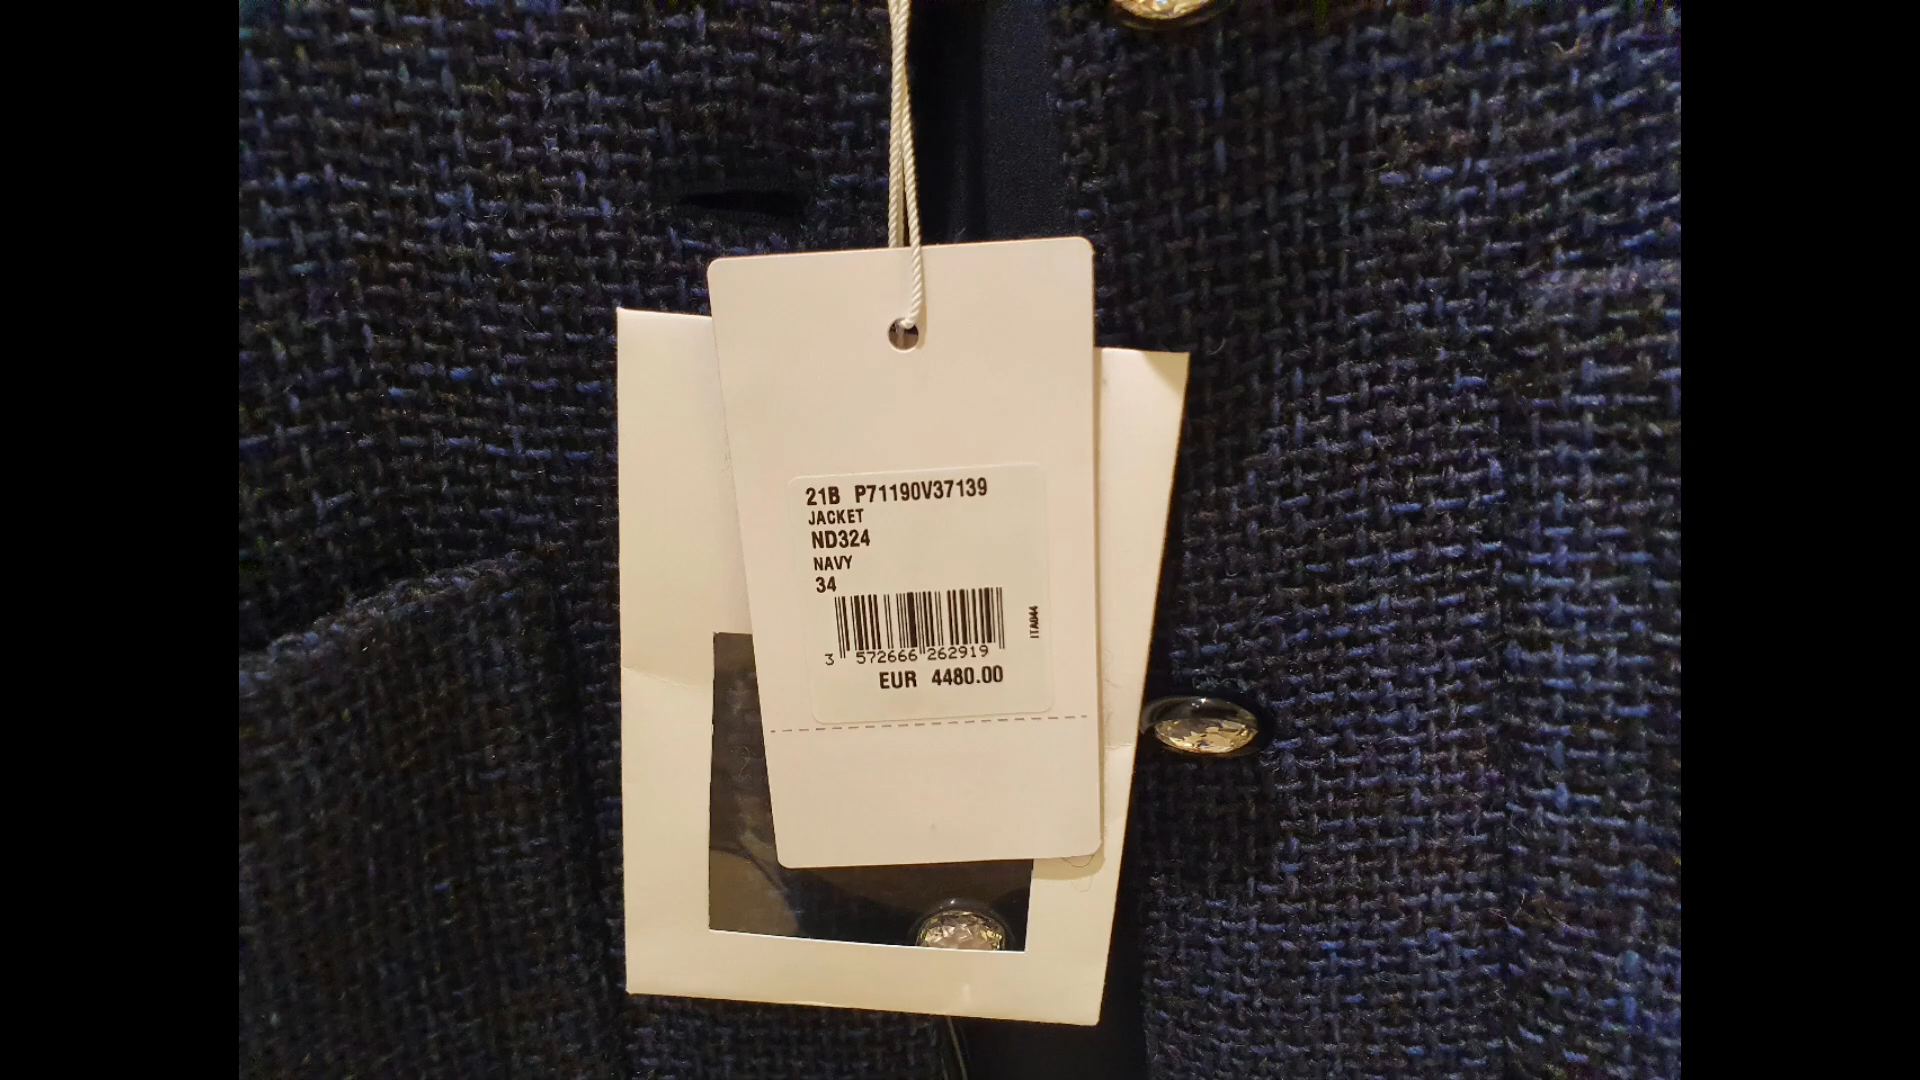 21B P71190V37139
JACKET
ND324
NAVY
34
ITA044
3 572666 262919
EUR 4480.00